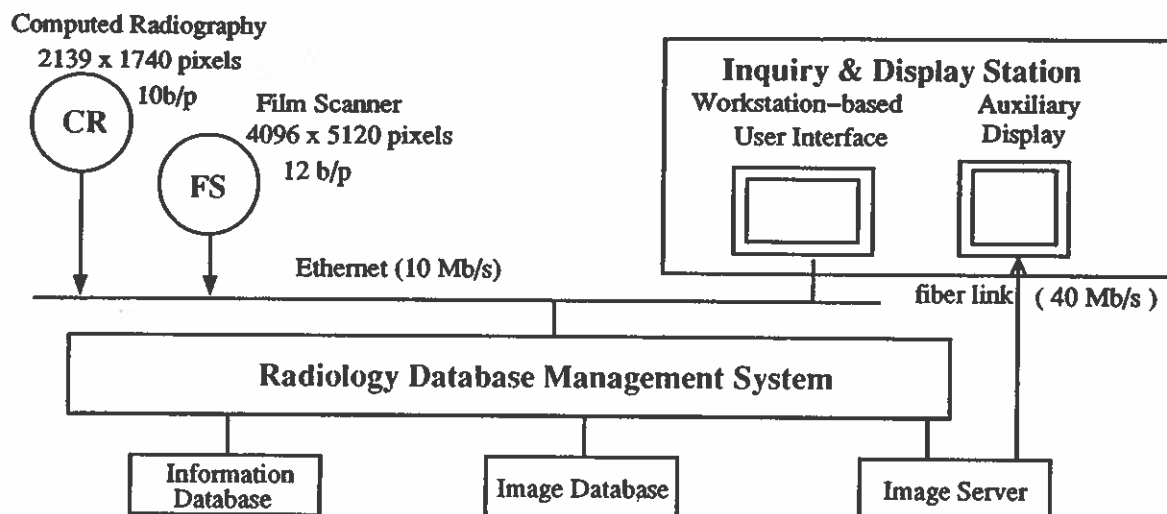 Computed Radiography
2139 x 1740 pixels
10b/p
CR
Film Scanner
4096 x 5120 pixels
12 b/p
FS
Ethernet (10 Mb/s)
Inquiry & Display Station
Workstation-based
User Interface
Auxiliary
Display
fiber link
( 40 Mb/s )
Radiology Database Management System
Information
Database
Image Database
Image Server